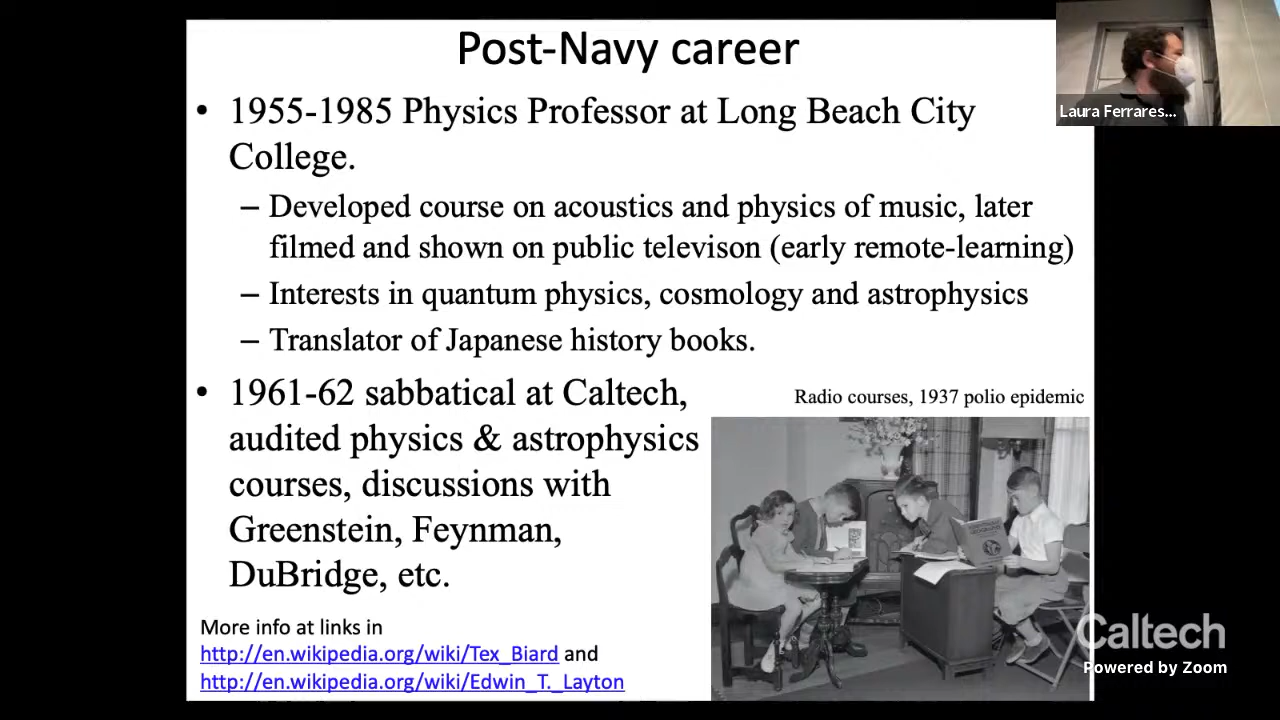 Post-Navy career
• 1955-1985 Physics Professor at Long Beach City
College.
– Developed course on acoustics and physics of music, later
filmed and shown on public televison (early remote-learning)
– Interests in quantum physics, cosmology and astrophysics
– Translator of Japanese history books.
• 1961-62 sabbatical at Caltech,
audited physics & astrophysics
courses, discussions with
Greenstein, Feynman,
DuBridge, etc.
Radio courses, 1937 polio epidemic
More info at links in
http://en.wikipedia.org/wiki/Tex_Biard and
http://en.wikipedia.org/wiki/Edwin_T._Layton
Laura Ferrares...
Caltech
Powered by Zoom